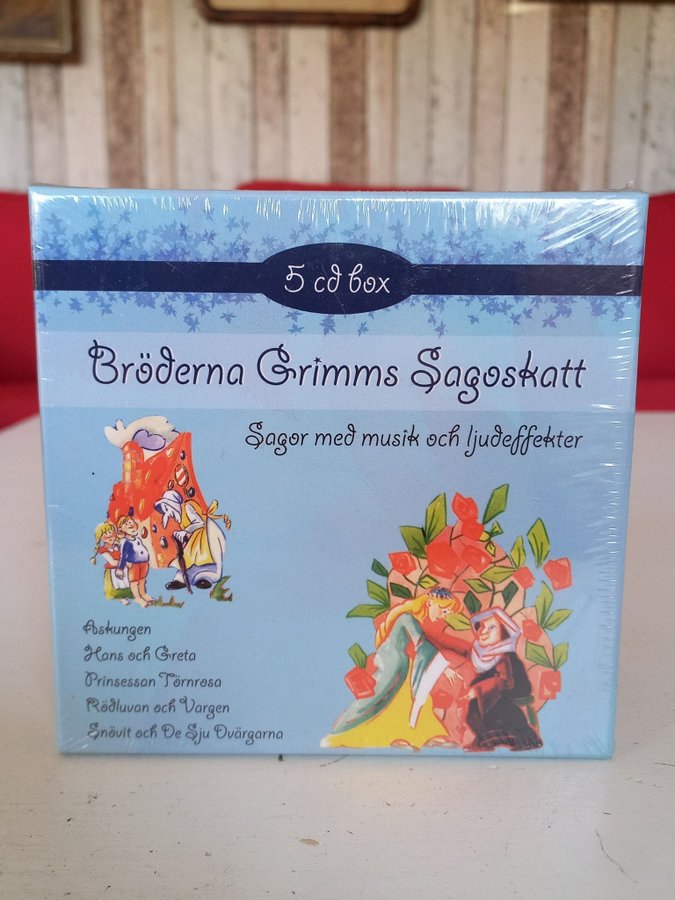 5 cd box
Bröderna Grimms Sagoskatt
Sagor med musik och ljudeffekter
Askungen
Hans och Greta
Prinsessan Törnrosa
Rödluvan och Vargen
Snövit och De Sju Dvärgarna